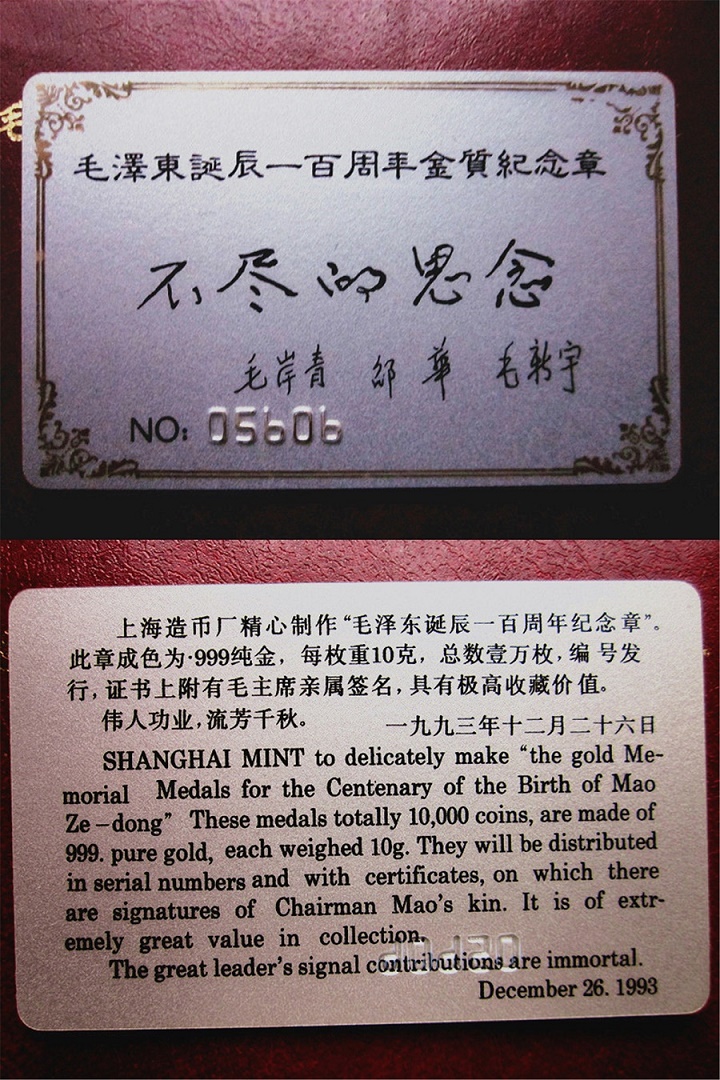 毛澤東誕辰一百周年金質紀念章
不尽的思念
毛岸青 邵華 毛新宇
NO: 05606
上海造币厂精心制作“毛泽东诞辰一百周年纪念章”。
此章成色为·999纯金，每枚重10克，总数壹万枚，编号发
行，证书上附有毛主席亲属签名，具有极高收藏价值。
伟人功业，流芳千秋。 一九九三年十二月二十六日
SHANGHAI MINT to delicately make “the gold Me-
morial Medals for the Centenary of the Birth of Mao
Ze－dong” These medals totally 10,000 coins, are made of
999. pure gold, each weighed 10g. They will be distributed
in serial numbers and with certificates, on which there
are signatures of Chairman Mao's kin. It is of extr-
emely great value in collection.
The great leader's signal contributions are immortal.
December 26. 1993